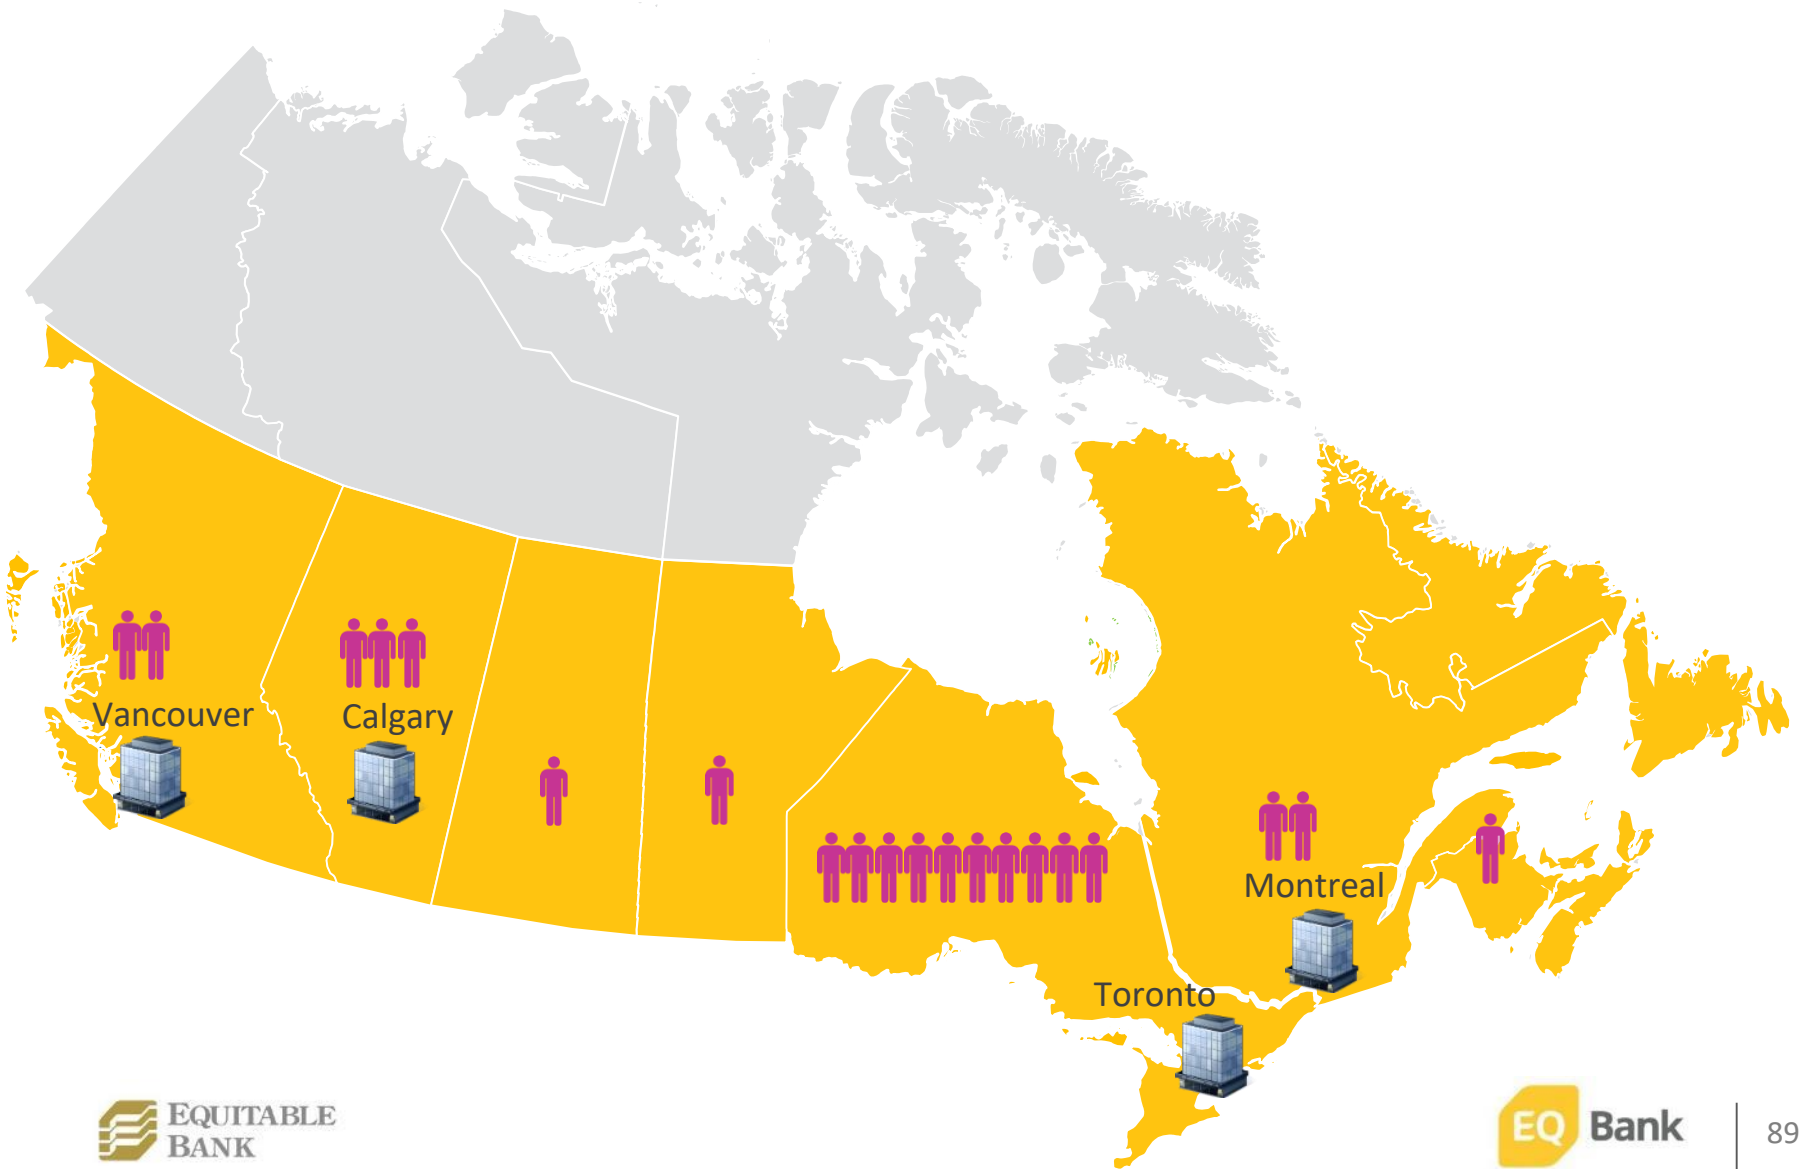 Vancouver
Calgary
Montreal
Toronto
EQUITABLE
BANK
EQ Bank
89